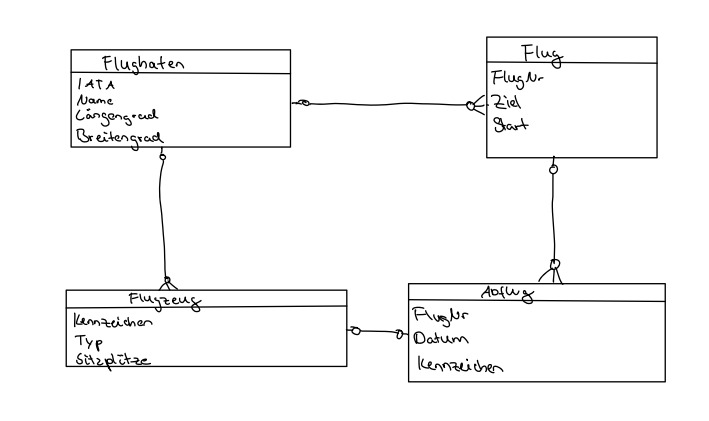 Flughafen
IATA
Name
Längengrad
Breitengrad
Flug
FlugNr
Ziel
Start
Flugzeug
Kennzeichen
Typ
Sitzplätze
Abflug
FlugNr
Datum
Kennzeichen